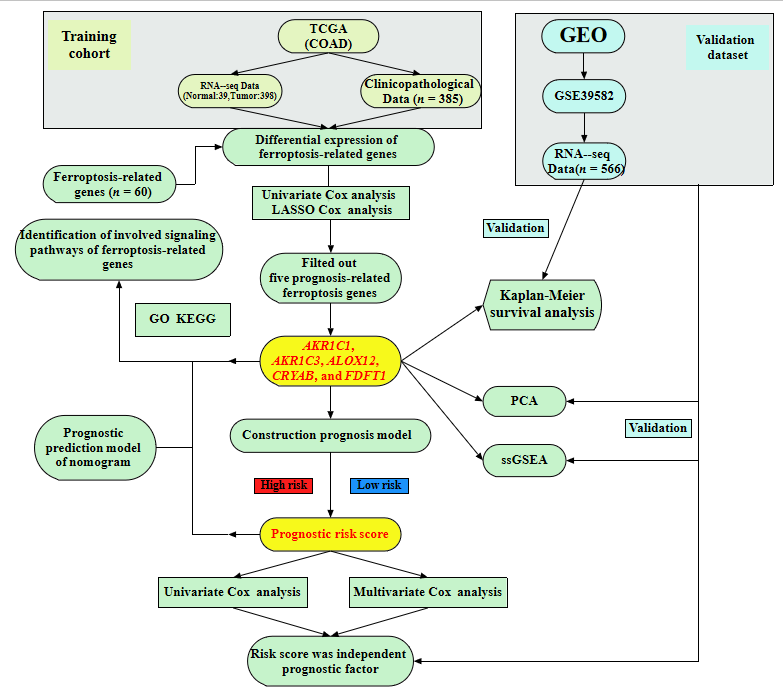 Training
cohort
TCGA
(COAD)
RNA--seq Data
(Normal:39,Tumor:398)
Clinicopathological
Data (n = 385)
GEO
Validation
dataset
GSE39582
RNA--seq
Data(n = 566)
Differential expression of
ferroptosis-related genes
Ferroptosis-related
genes (n = 60)
Univariate Cox analysis
LASSO Cox analysis
Identification of involved signaling
pathways of ferroptosis-related
genes
Validation
Filted out
five prognosis-related
ferroptosis genes
Kaplan-Meier
survival analysis
GO KEGG
AKR1C1,
AKR1C3, ALOX12,
CRYAB, and FDFT1
PCA
Prognostic
prediction model
of nomogram
Construction prognosis model
Validation
ssGSEA
High risk
Low risk
Prognostic risk score
Univariate Cox analysis
Multivariate Cox analysis
Risk score was independent
prognostic factor